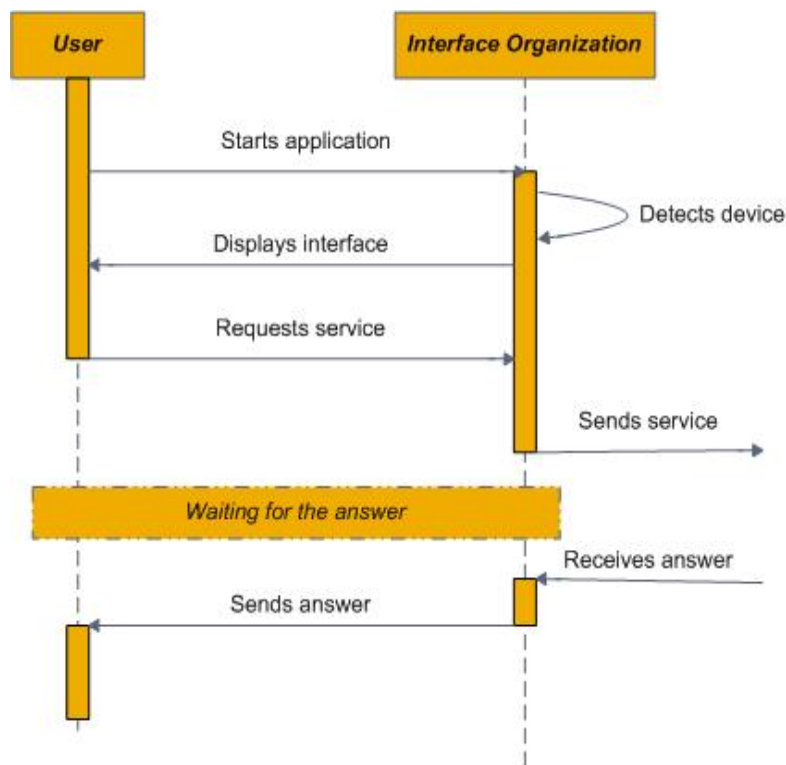 User
Interface Organization
Starts application
Detects device
Displays interface
Requests service
Sends service
Waiting for the answer
Receives answer
Sends answer